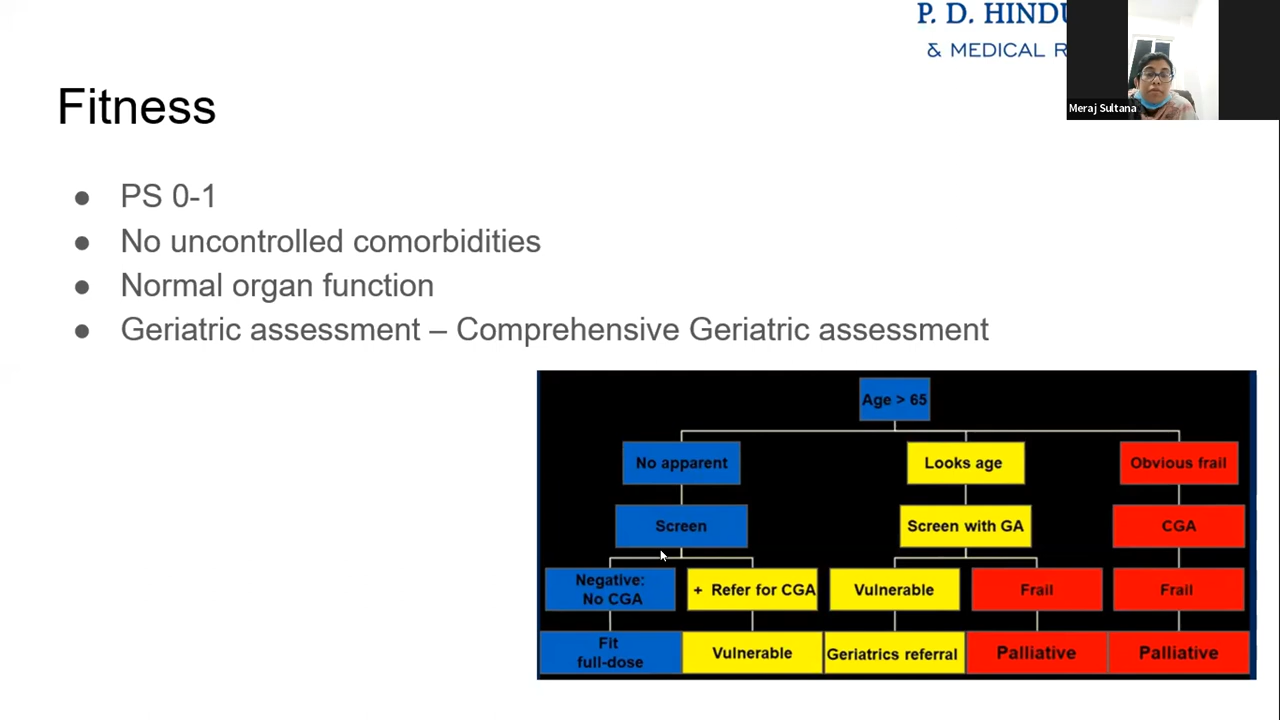 P. D. HINDU
& MEDICAL R
Meraj Sultana
Fitness
● PS 0-1
● No uncontrolled comorbidities
● Normal organ function
● Geriatric assessment – Comprehensive Geriatric assessment
Age > 65
No apparent
Looks age
Obvious frail
Screen
Screen with GA
CGA
Negative:
No CGA
+ Refer for CGA
Vulnerable
Frail
Frail
Fit
full-dose
Vulnerable
Geriatrics referral
Palliative
Palliative